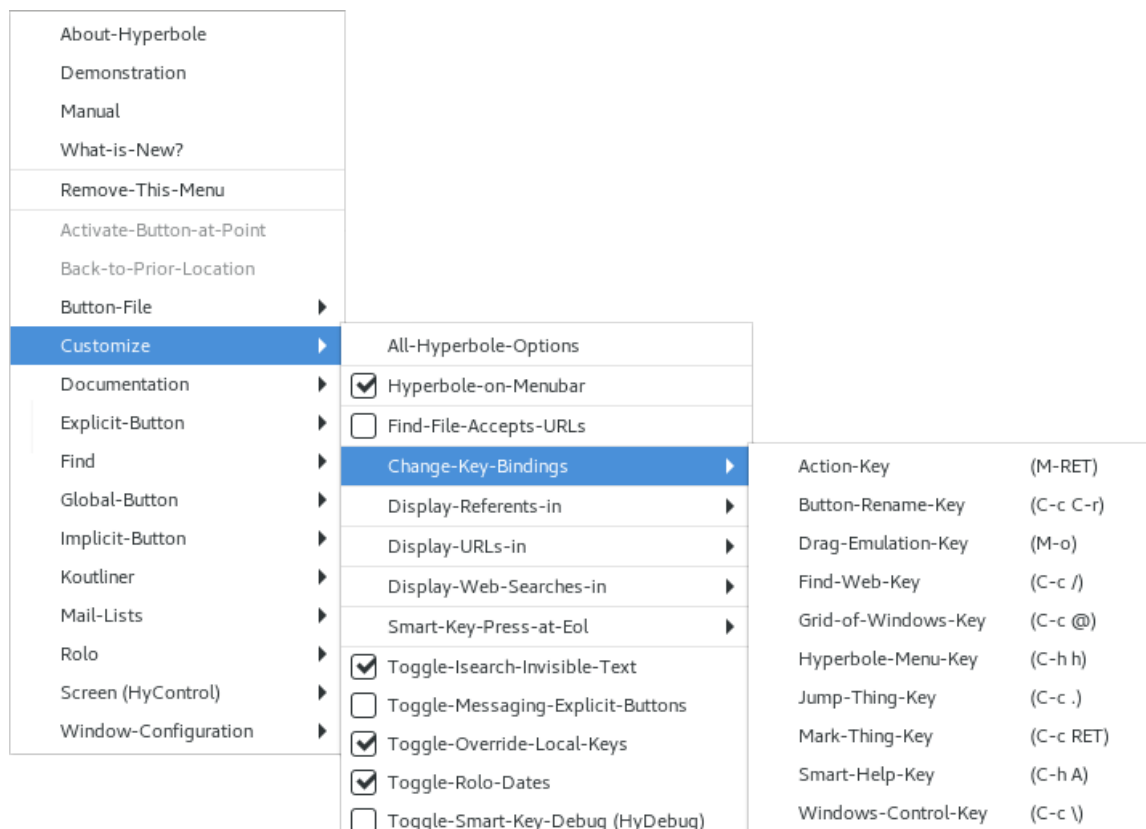 About-Hyperbole
Demonstration
Manual
What-is-New?
Remove-This-Menu
Activate-Button-at-Point
Back-to-Prior-Location
Button-File
Customize
Documentation
Explicit-Button
Find
Global-Button
Implicit-Button
Koutliner
Mail-Lists
Rolo
Screen (HyControl)
Window-Configuration
All-Hyperbole-Options
Hyperbole-on-Menubar
Find-File-Accepts-URLs
Change-Key-Bindings
Display-Referents-in
Display-URLs-in
Display-Web-Searches-in
Smart-Key-Press-at-Eol
Toggle-Isearch-Invisible-Text
Toggle-Messaging-Explicit-Buttons
Toggle-Override-Local-Keys
Toggle-Rolo-Dates
Toggle-Smart-Key-Debug (HyDebug)
Action-Key (M-RET)
Button-Rename-Key (C-c C-r)
Drag-Emulation-Key (M-o)
Find-Web-Key (C-c /)
Grid-of-Windows-Key (C-c @)
Hyperbole-Menu-Key (C-h h)
Jump-Thing-Key (C-c .)
Mark-Thing-Key (C-c RET)
Smart-Help-Key (C-h A)
Windows-Control-Key (C-c \)